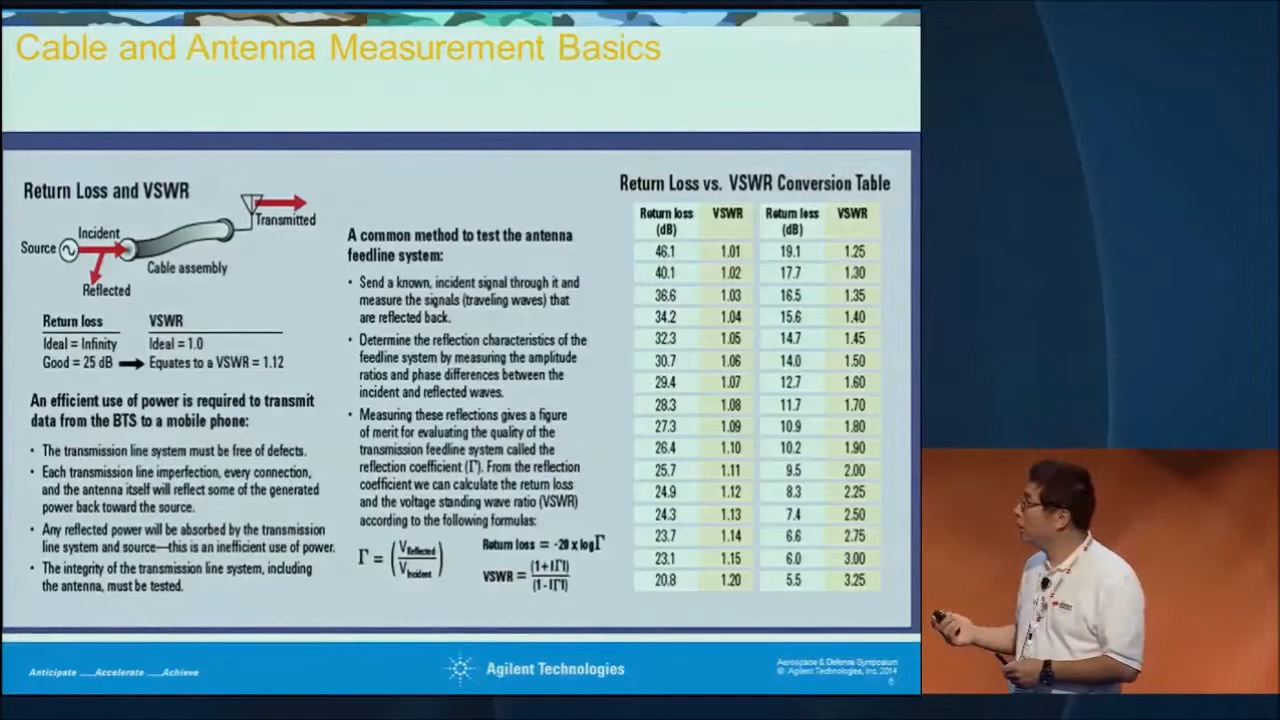 Cable and Antenna Measurement Basics
Return Loss and VSWR
Transmitted
Incident
Source
Cable assembly
Reflected
Return loss VSWR
Ideal = Infinity Ideal = 1.0
Good = 25 dB Equates to a VSWR = 1.12
An efficient use of power is required to transmit
data from the BTS to a mobile phone:
• The transmission line system must be free of defects.
• Each transmission line imperfection, every connection,
and the antenna itself will reflect some of the generated
power back toward the source.
• Any reflected power will be absorbed by the transmission
line system and source—this is an inefficient use of power.
• The integrity of the transmission line system, including
the antenna, must be tested.
A common method to test the antenna
feedline system:
• Send a known, incident signal through it and
measure the signals (traveling waves) that
are reflected back.
• Determine the reflection characteristics of the
feedline system by measuring the amplitude
ratios and phase differences between the
incident and reflected waves.
• Measuring these reflections gives a figure
of merit for evaluating the quality of the
transmission feedline system called the
reflection coefficient (Γ). From the reflection
coefficient we can calculate the return loss
and the voltage standing wave ratio (VSWR)
according to the following formulas:
Γ = (V Reflected / V Incident)
Return loss = -20 x logΓ
VSWR = (1+|Γ|) / (1-|Γ|)
Return Loss vs. VSWR Conversion Table
Return loss (dB) VSWR Return loss (dB) VSWR
46.1 1.01 19.1 1.25
40.1 1.02 17.7 1.30
36.6 1.03 16.5 1.35
34.2 1.04 15.6 1.40
32.3 1.05 14.7 1.45
30.7 1.06 14.0 1.50
29.4 1.07 12.7 1.60
28.3 1.08 11.7 1.70
27.3 1.09 10.9 1.80
26.4 1.10 10.2 1.90
25.7 1.11 9.5 2.00
24.9 1.12 8.3 2.25
24.3 1.13 7.4 2.50
23.7 1.14 6.6 2.75
23.1 1.15 6.0 3.00
20.8 1.20 5.5 3.25
Anticipate __Accelerate __Achieve
Agilent Technologies
Aerospace & Defense Symposium
© Agilent Technologies, Inc. 2014
6